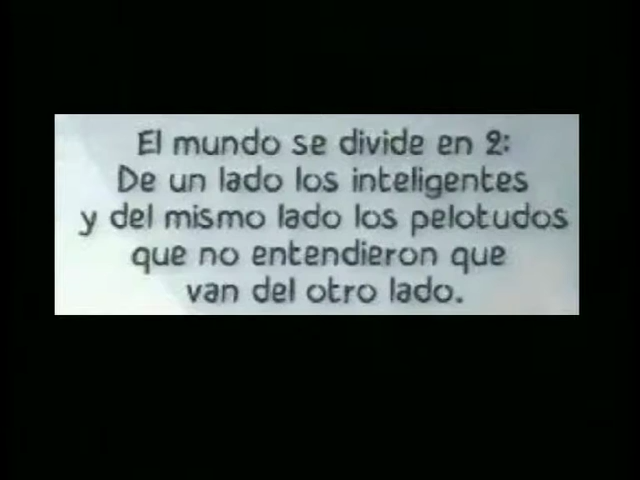 El mundo se divide en 2:
De un lado los inteligentes
y del mismo lado los pelotudos
que no entendieron que
van del otro lado.